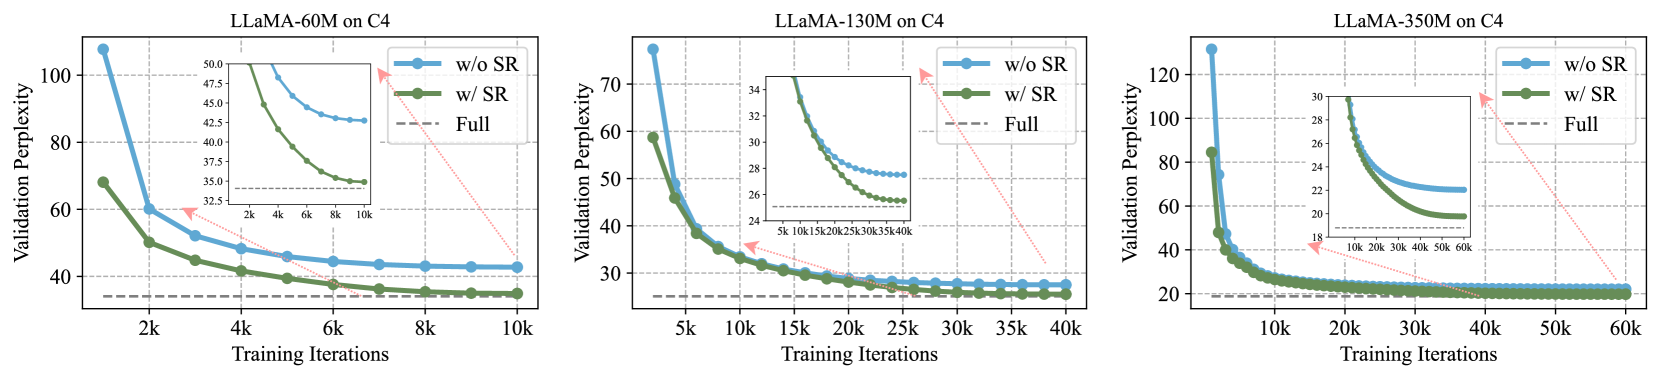 LLaMA-60M on C4
Validation Perplexity
100
80
60
40
2k 4k 6k 8k 10k
Training Iterations
w/o SR
w/ SR
Full
50.0
47.5
45.0
42.5
40.0
37.5
35.0
32.5
2k 4k 6k 8k 10k
LLaMA-130M on C4
Validation Perplexity
70
60
50
40
30
5k 10k 15k 20k 25k 30k 35k 40k
Training Iterations
w/o SR
w/ SR
Full
34
32
30
28
26
24
5k 10k 15k 20k 25k 30k 35k 40k
LLaMA-350M on C4
Validation Perplexity
120
100
80
60
40
20
10k 20k 30k 40k 50k 60k
Training Iterations
w/o SR
w/ SR
Full
30
28
26
24
22
20
18
10k 20k 30k 40k 50k 60k